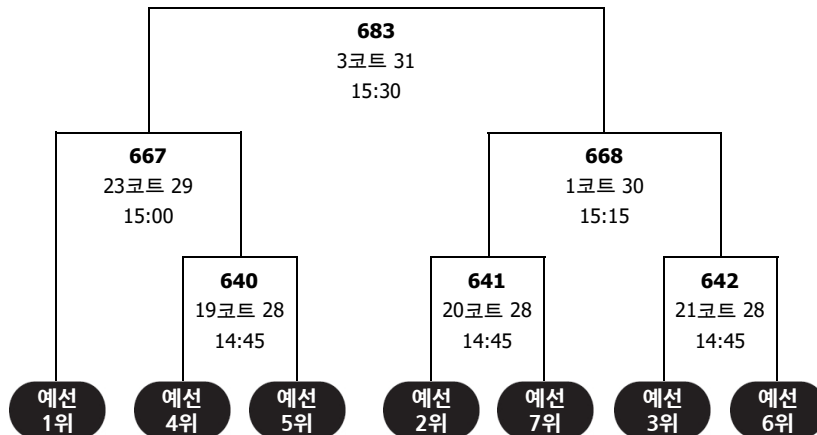 683
3코트 31
15:30
667
23코트 29
15:00
668
1코트 30
15:15
640
19코트 28
14:45
641
20코트 28
14:45
642
21코트 28
14:45
예선
1위
예선
4위
예선
5위
예선
2위
예선
7위
예선
3위
예선
6위